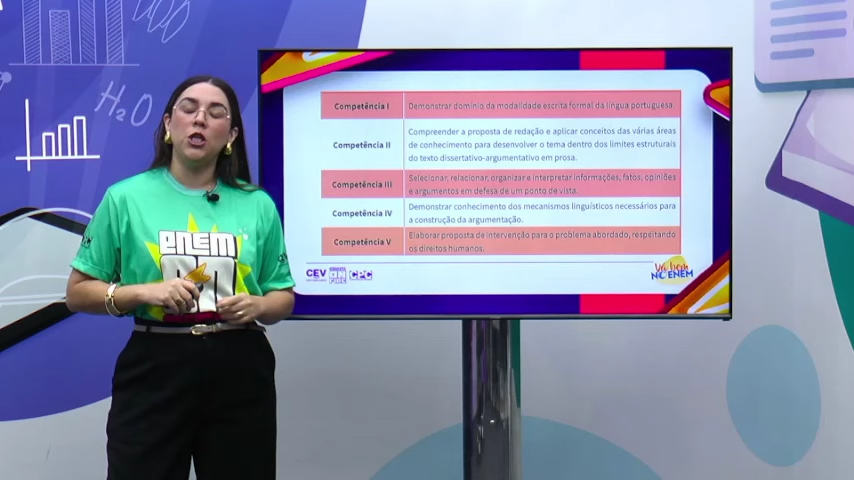 H₂O
Competência I
Demonstrar domínio da modalidade escrita formal da língua portuguesa.
Competência II
Compreender a proposta de redação e aplicar conceitos das várias áreas
de conhecimento para desenvolver o tema dentro dos limites estruturais
do texto dissertativo-argumentativo em prosa.
Competência III
Selecionar, relacionar, organizar e interpretar informações, fatos, opiniões
e argumentos em defesa de um ponto de vista.
Competência IV
Demonstrar conhecimento dos mecanismos linguísticos necessários para
a construção da argumentação.
Competência V
Elaborar proposta de intervenção para o problema abordado, respeitando
os direitos humanos.
CEV
CPC
Vá bem
NO ENEM
enem